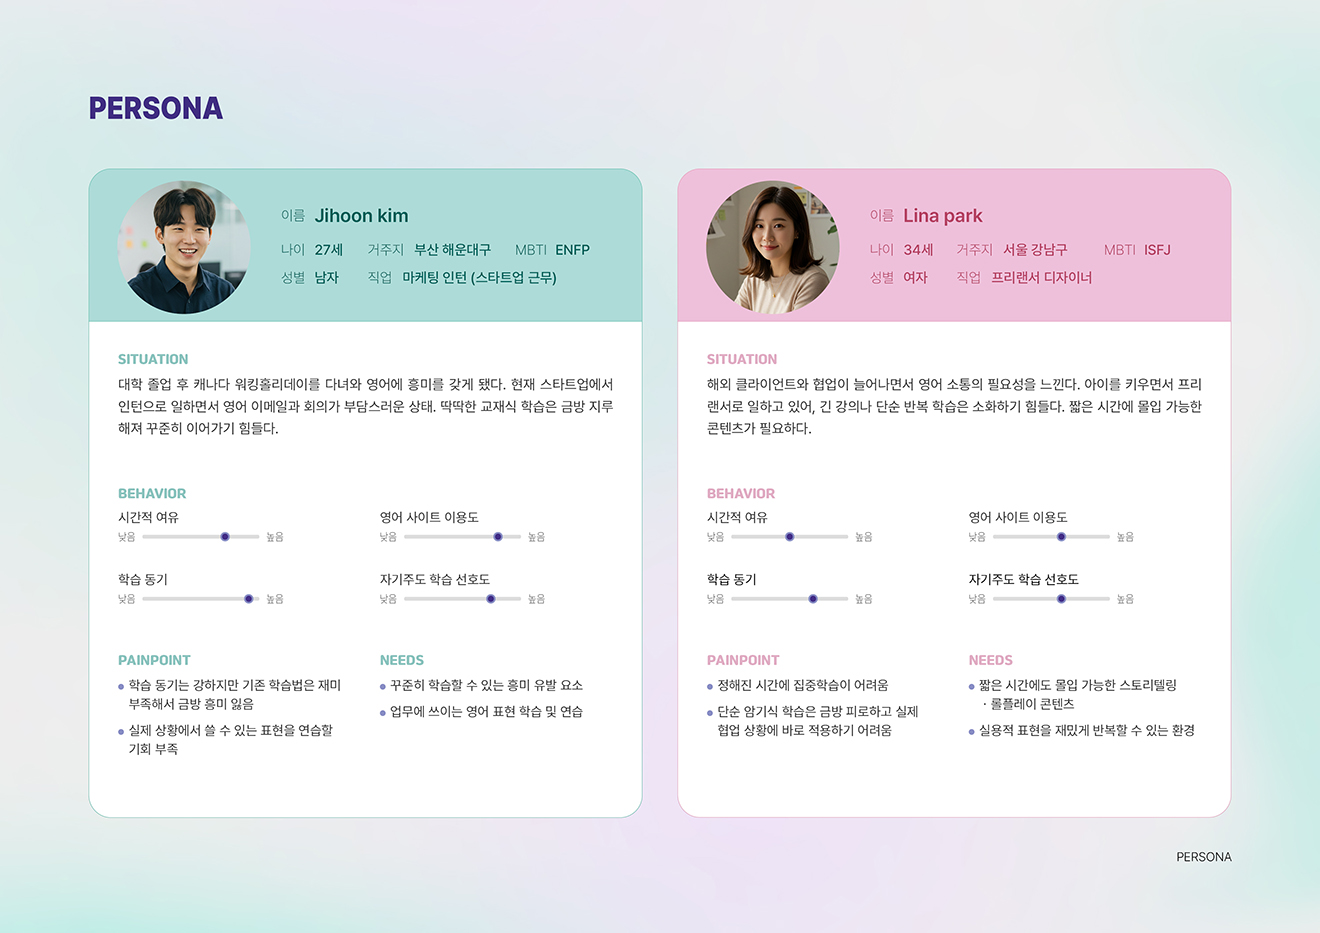 PERSONA
이름 Jihoon kim
나이 27세 거주지 부산 해운대구 MBTI ENFP
성별 남자 직업 마케팅 인턴 (스타트업 근무)
SITUATION
대학 졸업 후 캐나다 워킹홀리데이를 다녀와 영어에 흥미를 갖게 됐다. 현재 스타트업에서
인턴으로 일하면서 영어 이메일과 회의가 부담스러운 상태. 딱딱한 교재식 학습은 금방 지루
해져 꾸준히 이어가기 힘들다.
BEHAVIOR
시간적 여유
낮음 높음
영어 사이트 이용도
낮음 높음
학습 동기
낮음 높음
자기주도 학습 선호도
낮음 높음
PAINPOINT
학습 동기는 강하지만 기존 학습법은 재미
부족해서 금방 흥미 잃음
실제 상황에서 쓸 수 있는 표현을 연습할
기회 부족
NEEDS
꾸준히 학습할 수 있는 흥미 유발 요소
업무에 쓰이는 영어 표현 학습 및 연습
이름 Lina park
나이 34세 거주지 서울 강남구 MBTI ISFJ
성별 여자 직업 프리랜서 디자이너
SITUATION
해외 클라이언트와 협업이 늘어나면서 영어 소통의 필요성을 느낀다. 아이를 키우면서 프리
랜서로 일하고 있어, 긴 강의나 단순 반복 학습은 소화하기 힘들다. 짧은 시간에 몰입 가능한
콘텐츠가 필요하다.
BEHAVIOR
시간적 여유
낮음 높음
영어 사이트 이용도
낮음 높음
학습 동기
낮음 높음
자기주도 학습 선호도
낮음 높음
PAINPOINT
정해진 시간에 집중학습이 어려움
단순 암기식 학습은 금방 피로하고 실제
협업 상황에 바로 적용하기 어려움
NEEDS
짧은 시간에도 몰입 가능한 스토리텔링
· 롤플레이 콘텐츠
실용적 표현을 재밌게 반복할 수 있는 환경
PERSONA